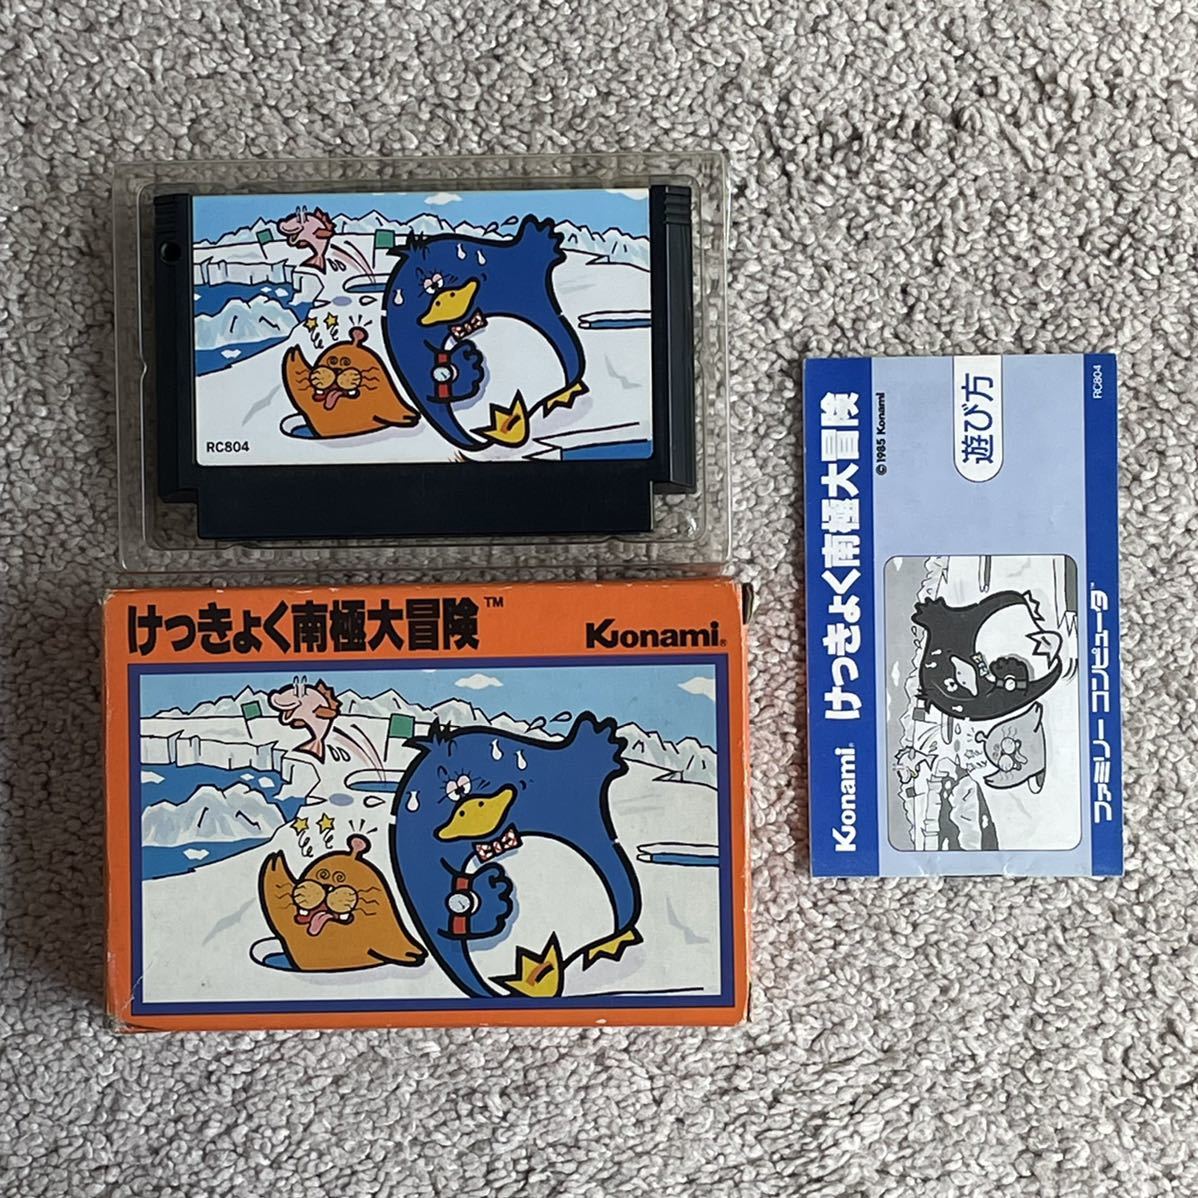 RC804
けっきょく南極大冒険™
Konami®
Konami® けっきょく南極大冒険
©1985 Konami
遊び方
RC804
ファミリー コンピュータ™